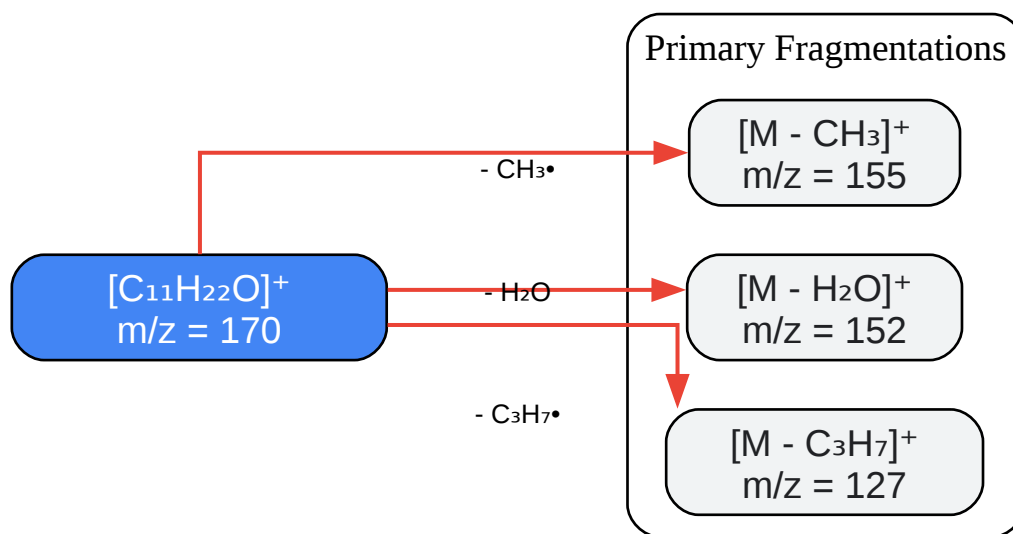 Primary Fragmentations
[M - CH₃]⁺
m/z = 155
- CH₃•
[C₁₁H₂₂O]⁺
m/z = 170
- H₂O
[M - H₂O]⁺
m/z = 152
- C₃H₇•
[M - C₃H₇]⁺
m/z = 127